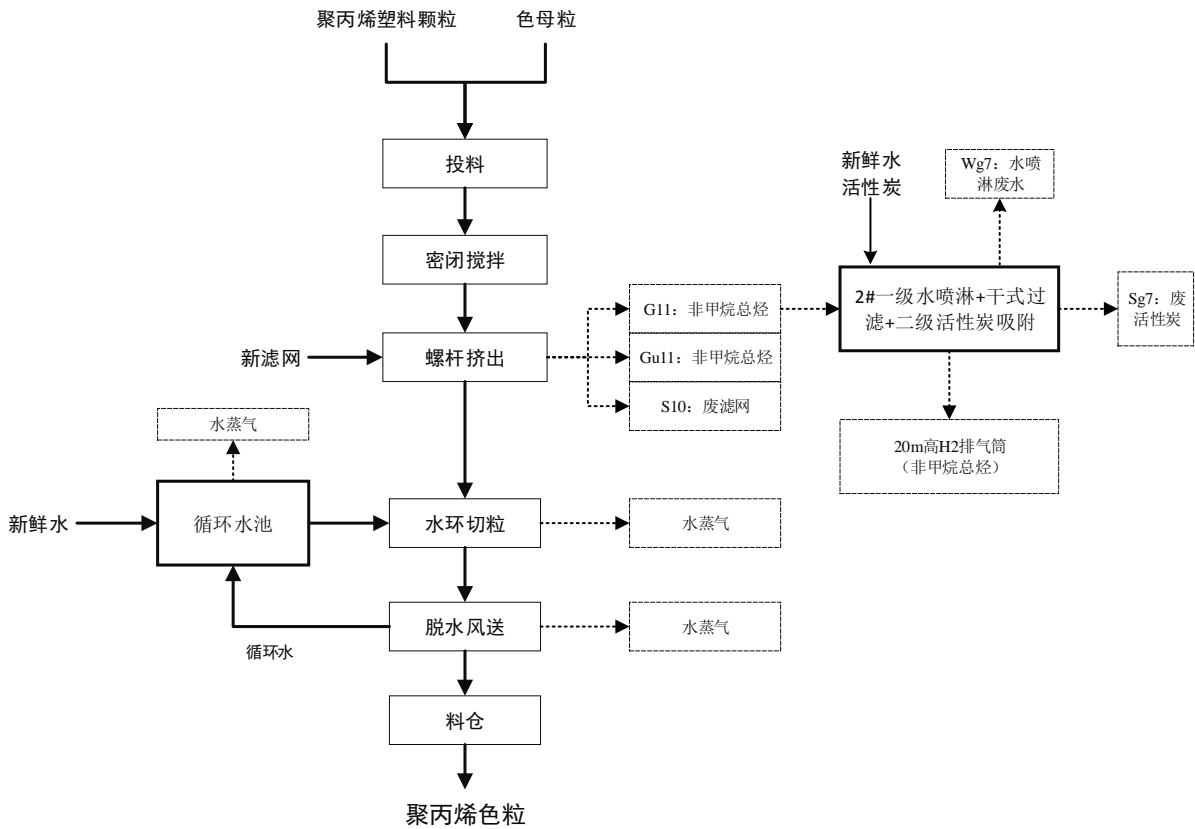 聚丙烯塑料颗粒
色母粒
投料
密闭搅拌
新滤网
螺杆挤出
G11：非甲烷总烃
Gu11：非甲烷总烃
S10：废滤网
新鲜水
活性炭
Wg7：水喷
淋废水
2#一级水喷淋+干式过
滤+二级活性炭吸附
Sg7：废
活性炭
20m高H2排气筒
（非甲烷总烃）
水蒸气
新鲜水
循环水池
水环切粒
水蒸气
循环水
脱水风送
水蒸气
料仓
聚丙烯色粒